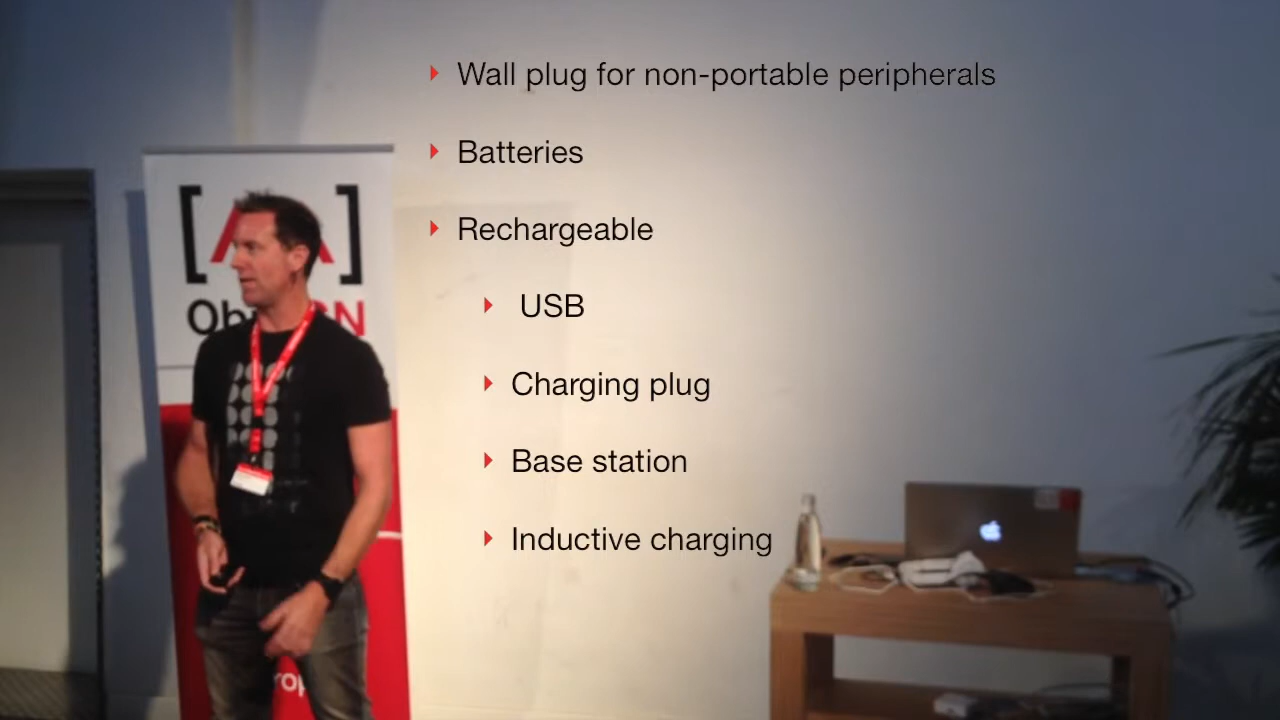 Wall plug for non-portable peripherals
Batteries
Rechargeable
USB
Charging plug
Base station
Inductive charging